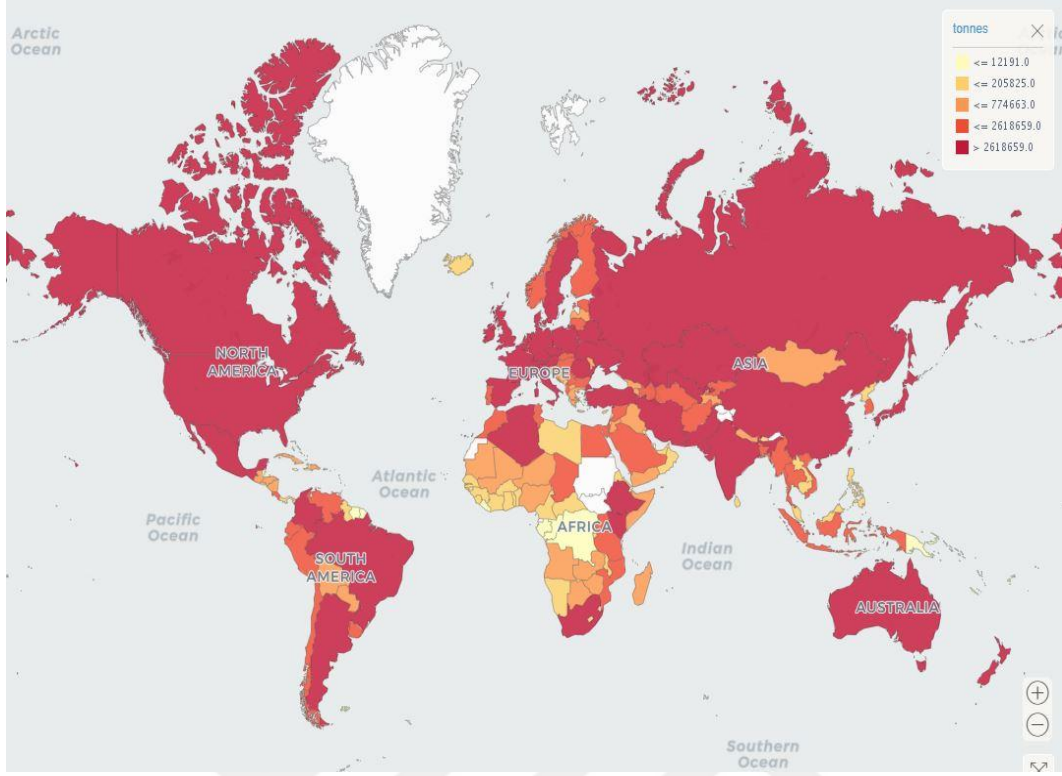 Arctic
Ocean
tonnes
<= 12191.0
<= 205825.0
<= 774663.0
<= 2618659.0
> 2618659.0
NORTH
AMERICA
EUROPE
ASIA
Atlantic
Ocean
Pacific
Ocean
AFRICA
Indian
Ocean
SOUTH
AMERICA
AUSTRALIA
Southern
Ocean